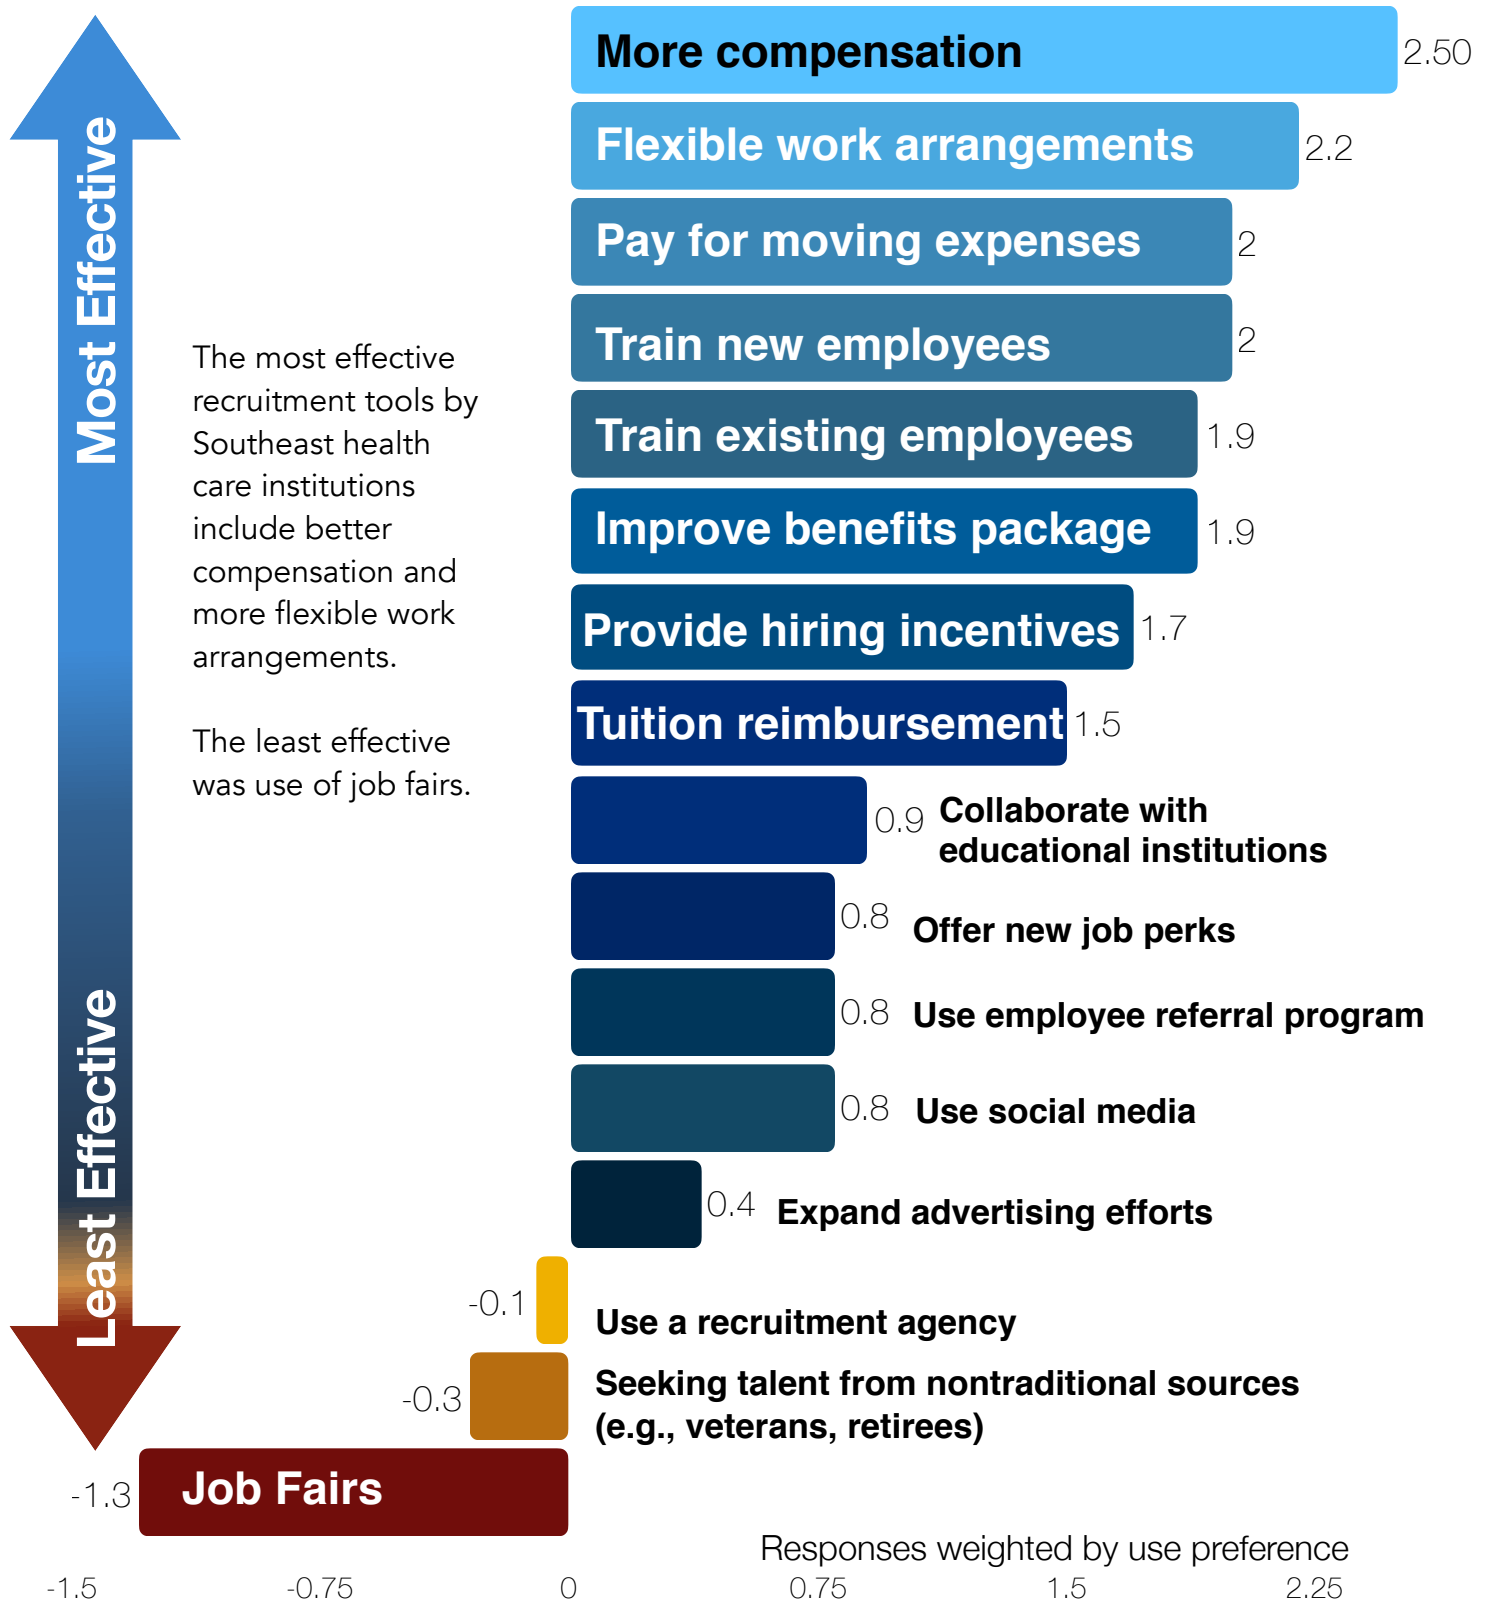 Most Effective
Least Effective
The most effective
recruitment tools by
Southeast health
care institutions
include better
compensation and
more flexible work
arrangements.
The least effective
was use of job fairs.
More compensation 2.50
Flexible work arrangements 2.2
Pay for moving expenses 2
Train new employees 2
Train existing employees 1.9
Improve benefits package 1.9
Provide hiring incentives 1.7
Tuition reimbursement 1.5
0.9 Collaborate with
educational institutions
0.8 Offer new job perks
0.8 Use employee referral program
0.8 Use social media
0.4 Expand advertising efforts
-0.1 Use a recruitment agency
-0.3 Seeking talent from nontraditional sources
(e.g., veterans, retirees)
-1.3 Job Fairs
Responses weighted by use preference
-1.5 -0.75 0 0.75 1.5 2.25